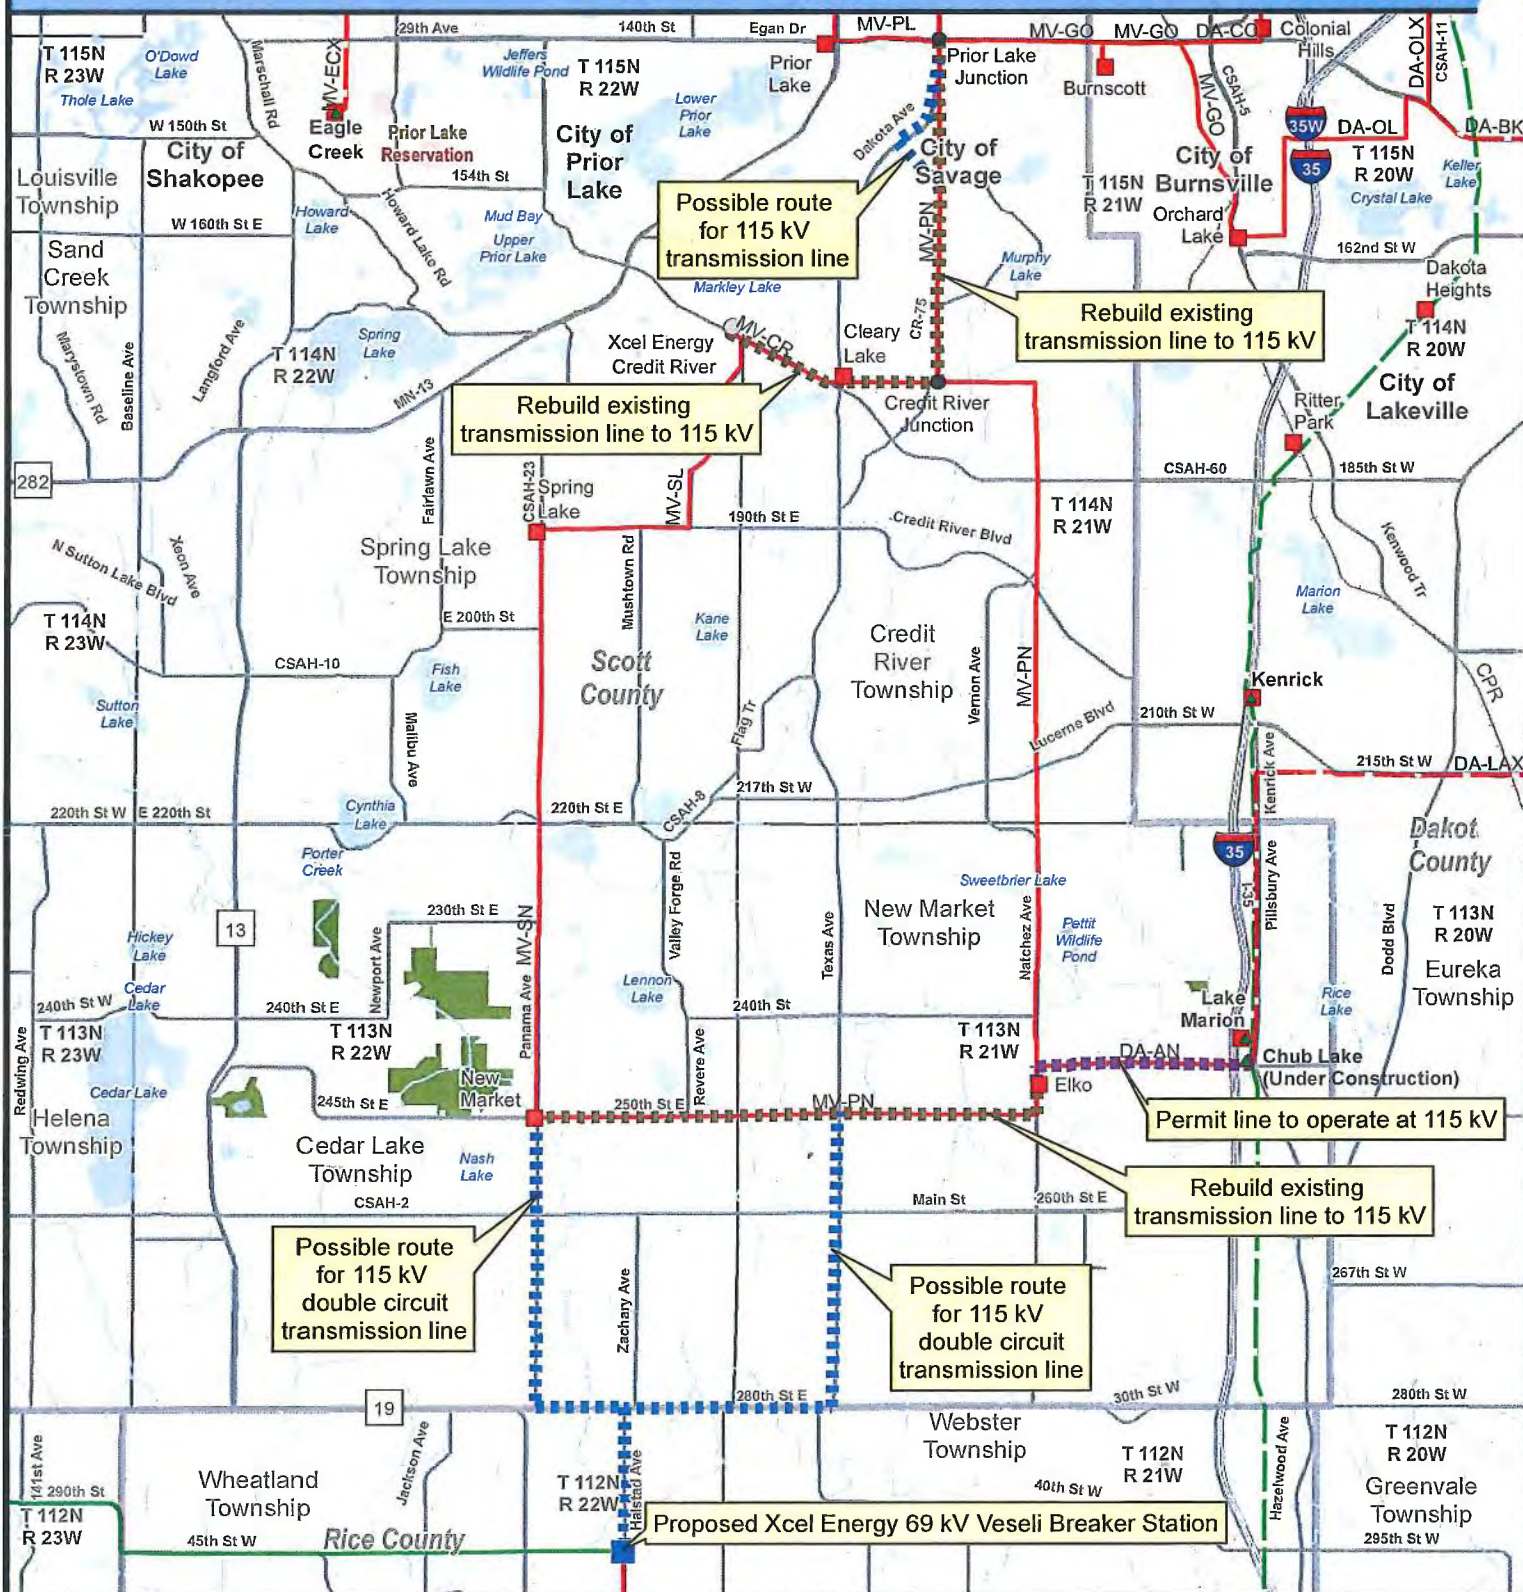 29th Ave
140th St
Egan Dr
MV-PL
MV-GO
MV-GO
DA-CO
Colonial
Hills
DA-OLX
CSAH-11
T 115N
R 23W
O'Dowd
Lake
Thole Lake
Marschall Rd
MV-ECX
Eagle
Creek
Jeffers
Wildlife Pond
T 115N
R 22W
Prior
Lake
Prior Lake
Junction
Burnscott
MV-GO
CSAH-5
35W
DA-OL
DA-BK
35
Lower
Prior
Lake
W 150th St
City of
Shakopee
Prior Lake
Reservation
City of
Prior
Lake
Dakota Ave
City of
Savage
City of
Burnsville
T 115N
R 20W
Keller
Lake
Crystal Lake
Louisville
Township
154th St
T 115N
R 21W
Orchard
Lake
Possible route
for 115 kV
transmission line
MV-PN
W 160th St E
Howard
Lake
Howard Lake Rd
Mud Bay
Upper
Prior Lake
162nd St W
Sand
Creek
Township
Markley Lake
Murphy
Lake
Dakota
Heights
Rebuild existing
transmission line to 115 kV
CR-75
T 114N
R 20W
Marystown Rd
Baseline Ave
Langford Ave
T 114N
R 22W
Spring
Lake
Xcel Energy
Credit River
MV-CR
Cleary
Lake
City of
Lakeville
MN-13
Rebuild existing
transmission line to 115 kV
Credit River
Junction
Ritter
Park
282
Fairlawn Ave
CSAH-23
Spring
Lake
MV-SL
CSAH-60
185th St W
T 114N
R 21W
190th St E
Credit River Blvd
Kenwood Tr
N Sutton Lake Blvd
Xeon Ave
Spring Lake
Township
Mushtown Rd
Marion
Lake
T 114N
R 23W
E 200th St
Kane
Lake
Credit
River
Township
CSAH-10
Fish
Lake
Scott
County
Vernon Ave
MV-PN
Kenrick
CPR
Sutton
Lake
Malibu Ave
Flag Tr
Lucerne Blvd
210th St W
Kenrick Ave
215th St W
DA-LAX
220th St W
E 220th St
Cynthia
Lake
220th St E
CSAH-8
217th St W
35
Dakot
County
Porter
Creek
Valley Forge Rd
Sweetbrier Lake
I-35
Pillsbury Ave
13
230th St E
MV-SN
New Market
Township
Natchez Ave
Pettit
Wildlife
Pond
Dodd Blvd
T 113N
R 20W
Hickey
Lake
Newport Ave
Texas Ave
Eureka
Township
Cedar
Lake
240th St W
240th St E
Panama Ave
Lennon
Lake
240th St
Lake
Marion
Rice
Lake
T 113N
R 23W
T 113N
R 22W
T 113N
R 21W
DA-AN
Chub Lake
(Under Construction)
Redwing Ave
Cedar Lake
New
Market
Revere Ave
Elko
245th St E
250th St E
MV-PN
Permit line to operate at 115 kV
Helena
Township
Cedar Lake
Township
Nash
Lake
Rebuild existing
transmission line to 115 kV
CSAH-2
Main St
260th St E
Possible route
for 115 kV
double circuit
transmission line
Zachary Ave
Possible route
for 115 kV
double circuit
transmission line
267th St W
19
280th St E
30th St W
280th St W
141st Ave
Jackson Ave
Webster
Township
Hazelwood Ave
T 112N
R 20W
290th St
Wheatland
Township
T 112N
R 22W
Halstad Ave
T 112N
R 21W
40th St W
Greenvale
Township
T 112N
R 23W
45th St W
Rice County
Proposed Xcel Energy 69 kV Veseli Breaker Station
295th St W